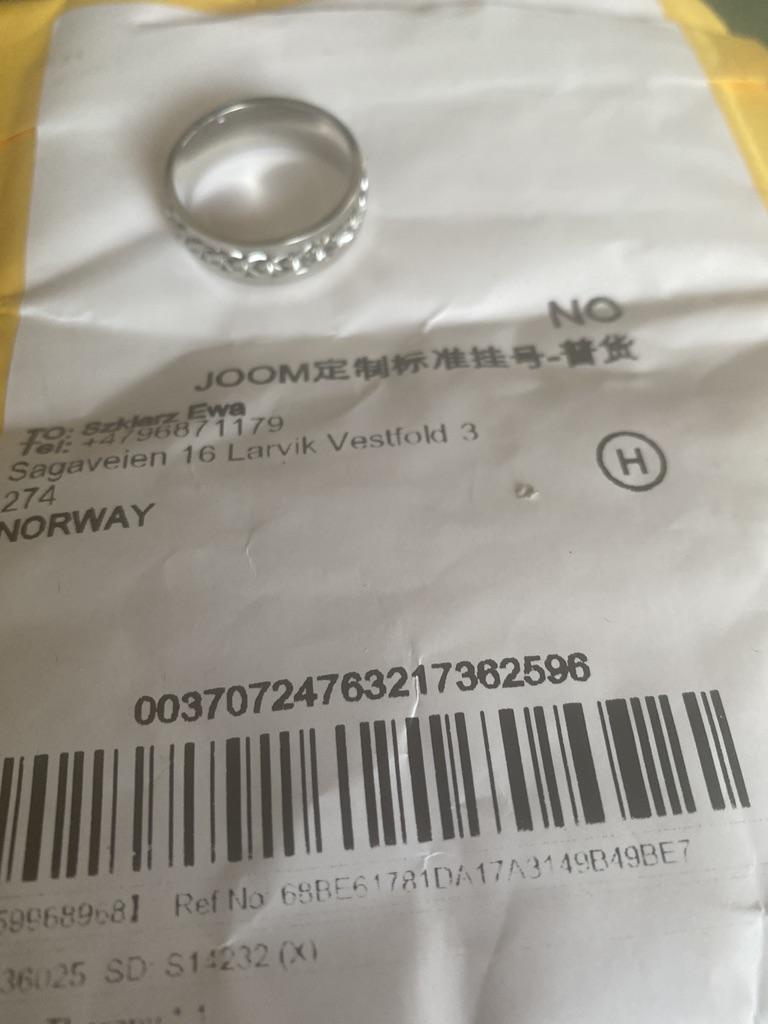 NO
JOOM定制标准挂号-普货
TO: Szklarz Ewa
Tel: +4796871179
Sagaveien 16 Larvik Vestfold 3
274
NORWAY
H
00370724763217362596
Ref No 68BE61781DA17A3149B49BE7
36025 SD: S14232 (X)